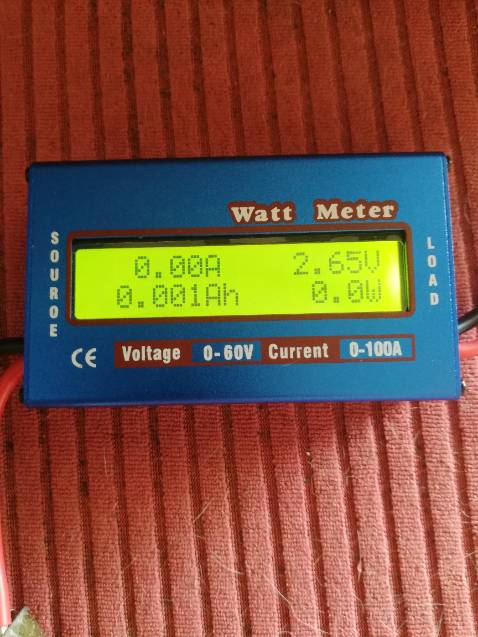 Watt Meter
SOUROE
0.00A 2.65V
0.001Ah 0.0W
LOAD
CE Voltage 0-60V Current 0-100A